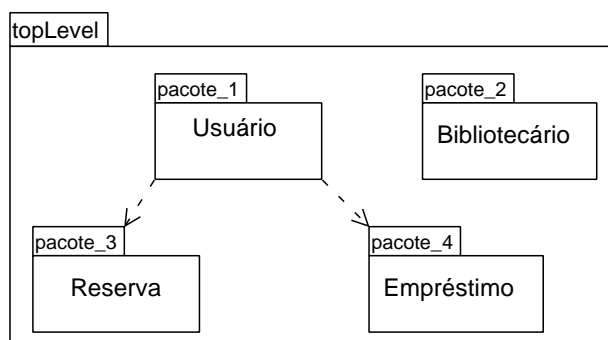 topLevel
pacote_1
Usuário
pacote_2
Bibliotecário
pacote_3
Reserva
pacote_4
Empréstimo